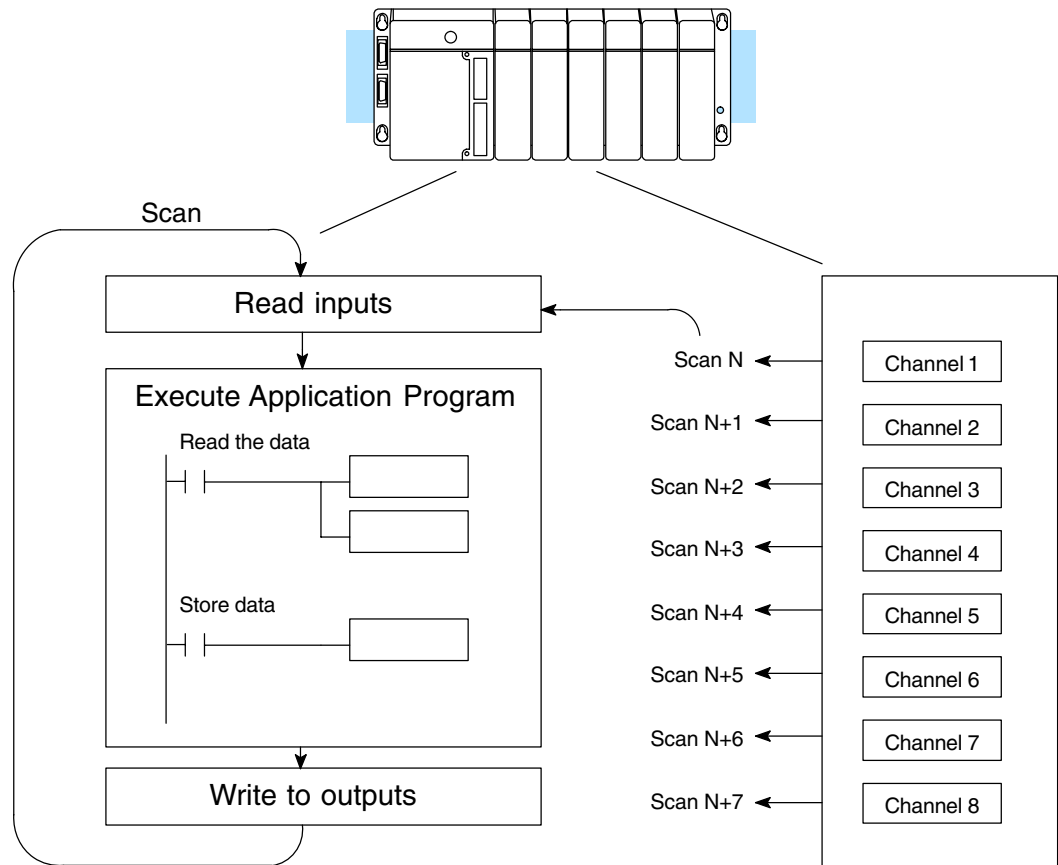 Scan
Read inputs
Execute Application Program
Read the data
Store data
Write to outputs
Scan N
Channel 1
Scan N+1
Channel 2
Scan N+2
Channel 3
Scan N+3
Channel 4
Scan N+4
Channel 5
Scan N+5
Channel 6
Scan N+6
Channel 7
Scan N+7
Channel 8